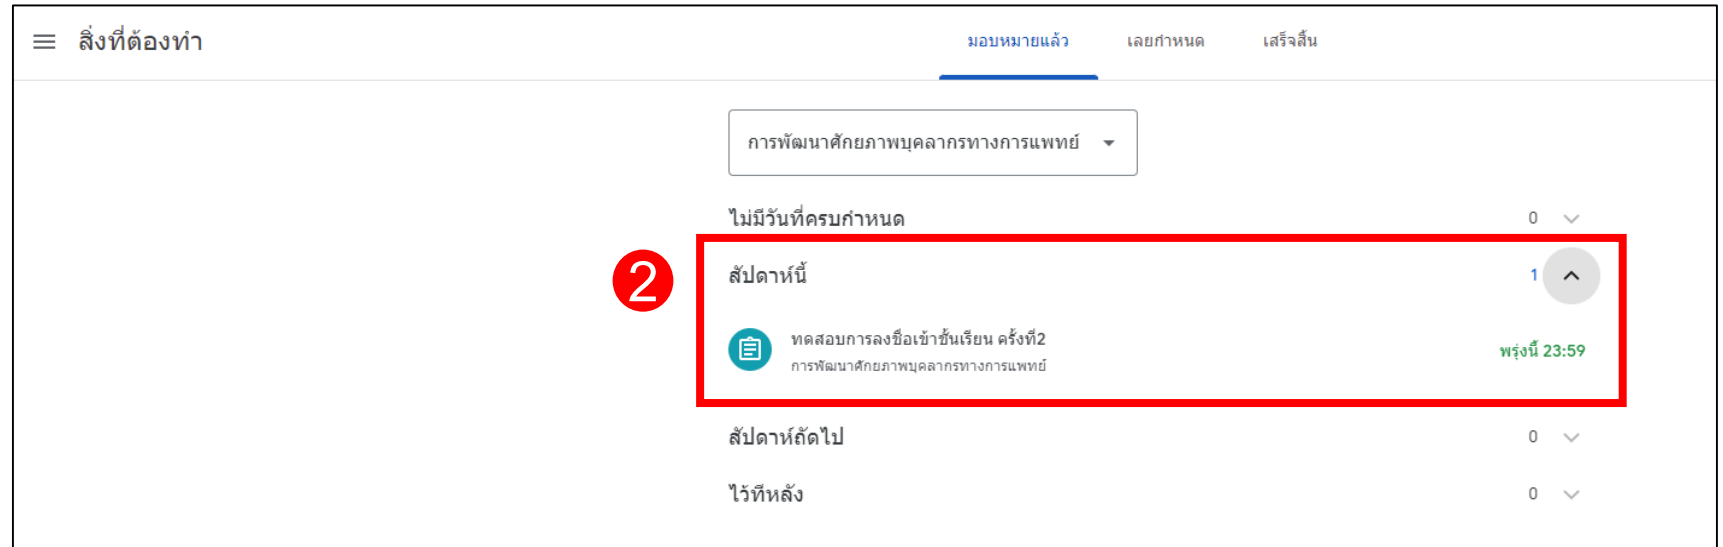 สิ่งที่ต้องทำ มอบหมายแล้ว เลยกำหนด เสร็จสิ้น
การพัฒนาศักยภาพบุคลากรทางการแพทย์
ไม่มีวันที่ครบกำหนด 0
2
สัปดาห์นี้ 1
ทดสอบการลงชื่อเข้าชั้นเรียน ครั้งที่2
การพัฒนาศักยภาพบุคลากรทางการแพทย์
พรุ่งนี้ 23:59
สัปดาห์ถัดไป 0
ไว้ทีหลัง 0